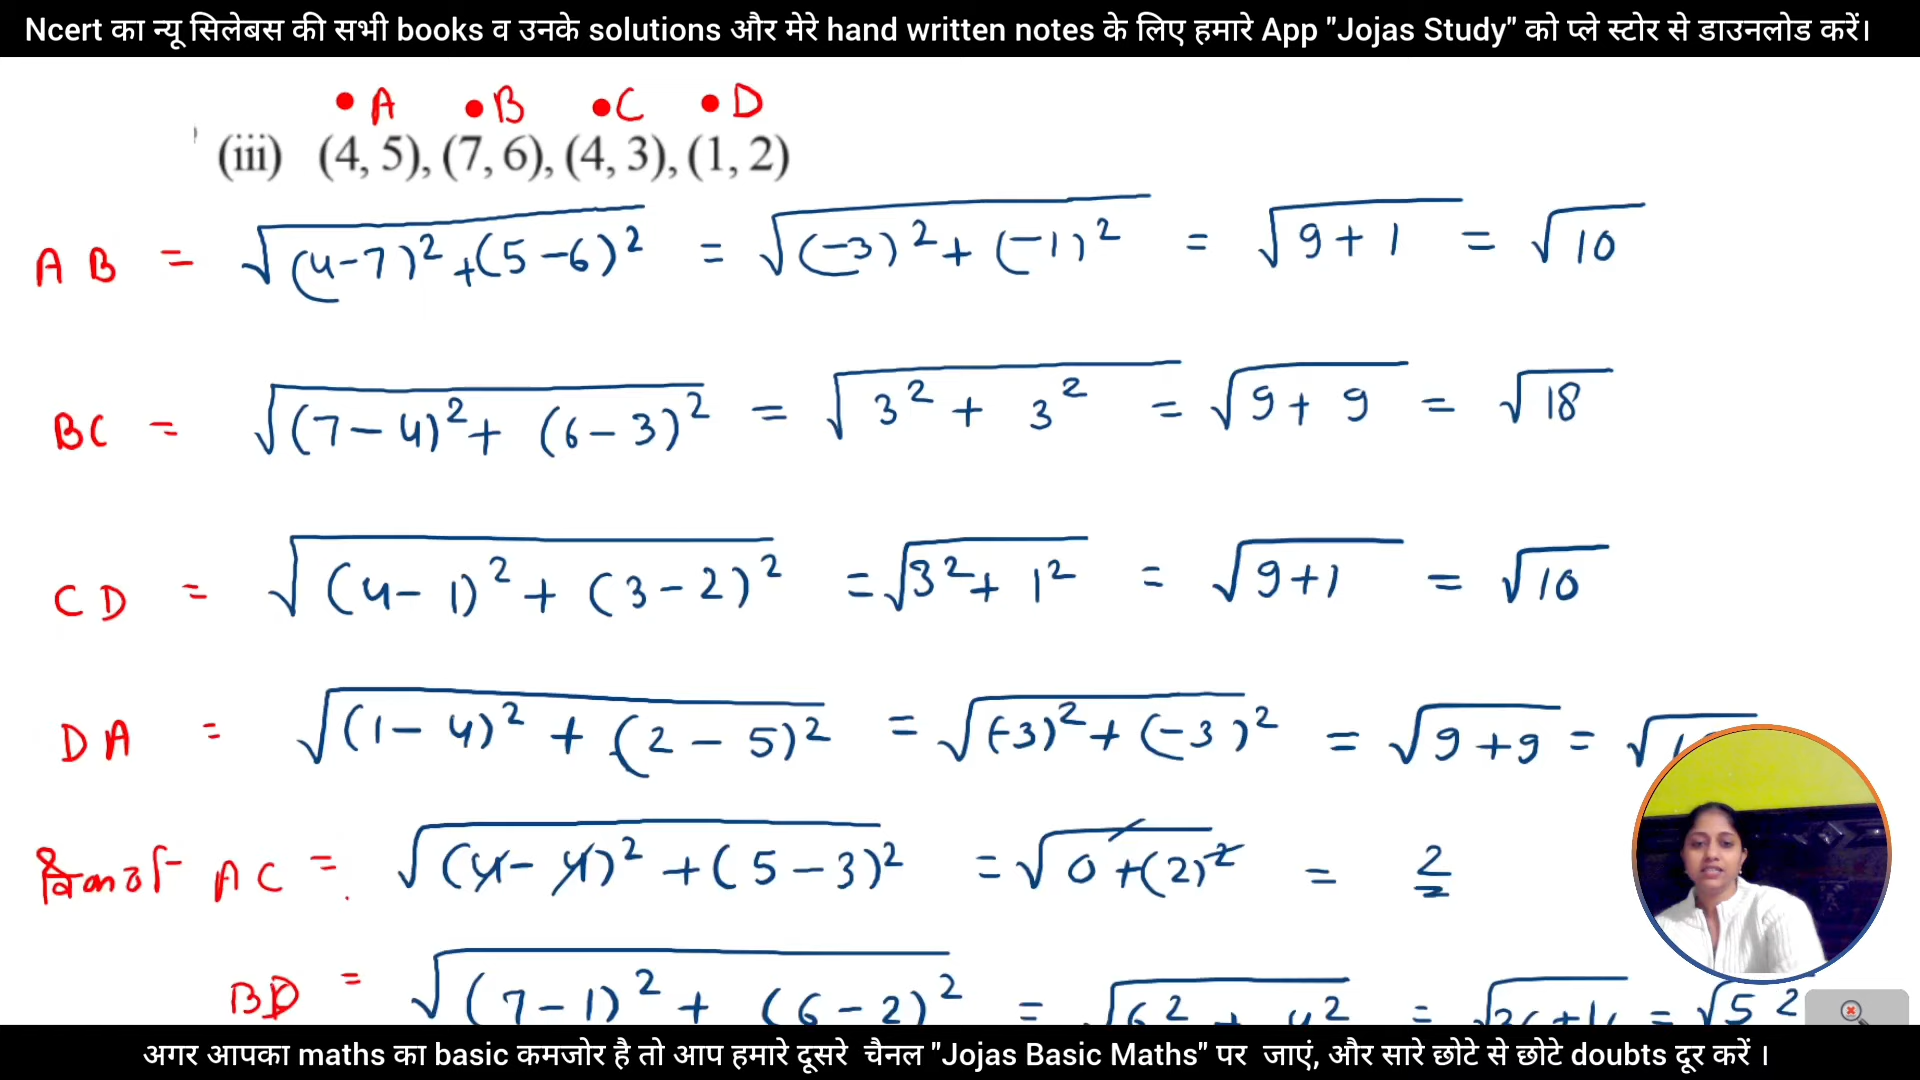 Ncert का न्यू सिलेबस की सभी books व उनके solutions और मेरे hand written notes के लिए हमारे App "Jojas Study" को प्ले स्टोर से डाउनलोड करें।
• A • B • C • D
(iii) (4, 5), (7, 6), (4, 3), (1, 2)
AB = √(4-7)² + (5-6)² = √(-3)² + (-1)² = √9+1 = √10
BC = √(7-4)² + (6-3)² = √3² + 3² = √9+9 = √18
CD = √(4-1)² + (3-2)² = √3² + 1² = √9+1 = √10
DA = √(1-4)² + (2-5)² = √(-3)² + (-3)² = √9+9 = √
विकर्ण AC = √(4-4)² + (5-3)² = √0+(2)² = 2
BD = √(7-1)² + (6-2)² = √6² + 4² = = √52
अगर आपका maths का basic कमजोर है तो आप हमारे दूसरे चैनल "Jojas Basic Maths" पर जाएं, और सारे छोटे से छोटे doubts दूर करें ।